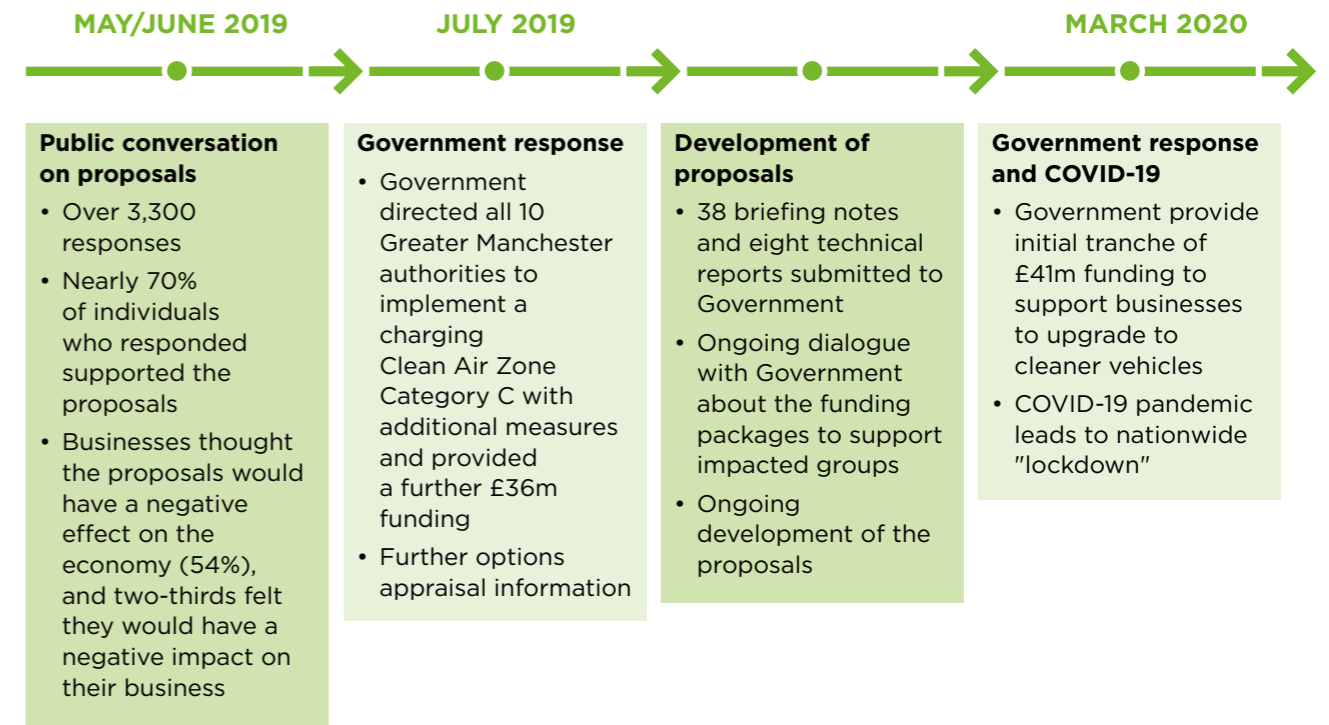 MAY/JUNE 2019
JULY 2019
MARCH 2020
Public conversation
on proposals
• Over 3,300
responses
• Nearly 70%
of individuals
who responded
supported the
proposals
• Businesses thought
the proposals would
have a negative
effect on the
economy (54%),
and two-thirds felt
they would have a
negative impact on
their business
Government response
• Government
directed all 10
Greater Manchester
authorities to
implement a
charging
Clean Air Zone
Category C with
additional measures
and provided
a further £36m
funding
• Further options
appraisal information
Development of
proposals
• 38 briefing notes
and eight technical
reports submitted to
Government
• Ongoing dialogue
with Government
about the funding
packages to support
impacted groups
• Ongoing
development of the
proposals
Government response
and COVID-19
• Government provide
initial tranche of
£41m funding to
support businesses
to upgrade to
cleaner vehicles
• COVID-19 pandemic
leads to nationwide
"lockdown"